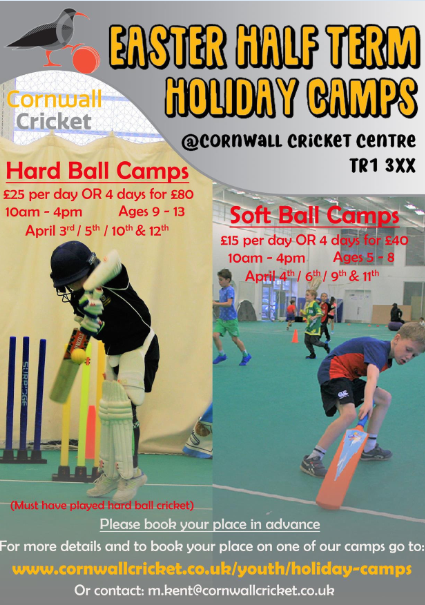 EASTER HALF TERM
HOLIDAY CAMPS
Cornwall
Cricket
@CORNWALL CRICKET CENTRE
TR1 3XX
Hard Ball Camps
£25 per day OR 4 days for £80
10am - 4pm Ages 9 - 13
April 3rd / 5th / 10th & 12th
Soft Ball Camps
£15 per day OR 4 days for £40
10am - 4pm Ages 5 - 8
April 4th / 6th / 9th & 11th
(Must have played hard ball cricket)
Please book your place in advance
For more details and to book your place on one of our camps go to:
www.cornwallcricket.co.uk/youth/holiday-camps
Or contact: m.kent@cornwallcricket.co.uk